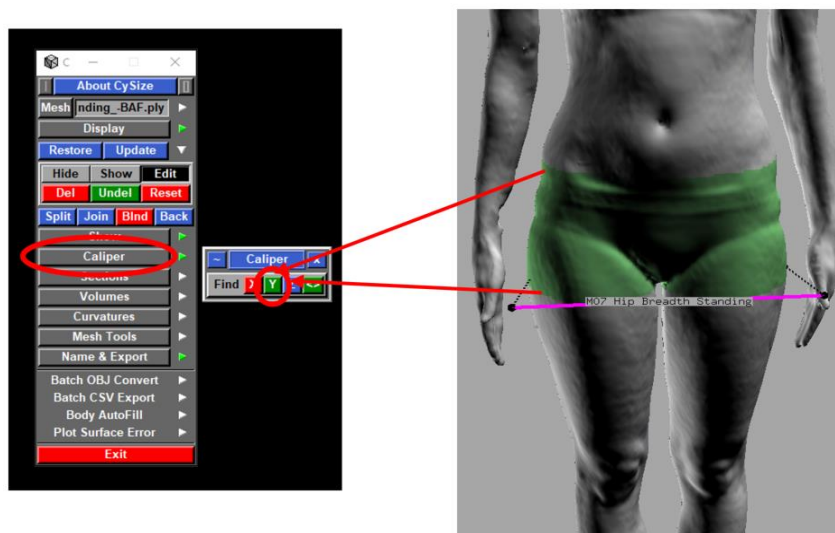 C
About CySize
Mesh nding_-BAF.ply
Display
Restore Update
Hide Show Edit
Del Undel Reset
Split Join Blnd Back
Show
Caliper
Sections
Volumes
Curvatures
Mesh Tools
Name & Export
Batch OBJ Convert
Batch CSV Export
Body AutoFill
Plot Surface Error
Exit
~ Caliper x
Find X Y Z <>
M07 Hip Breadth Standing